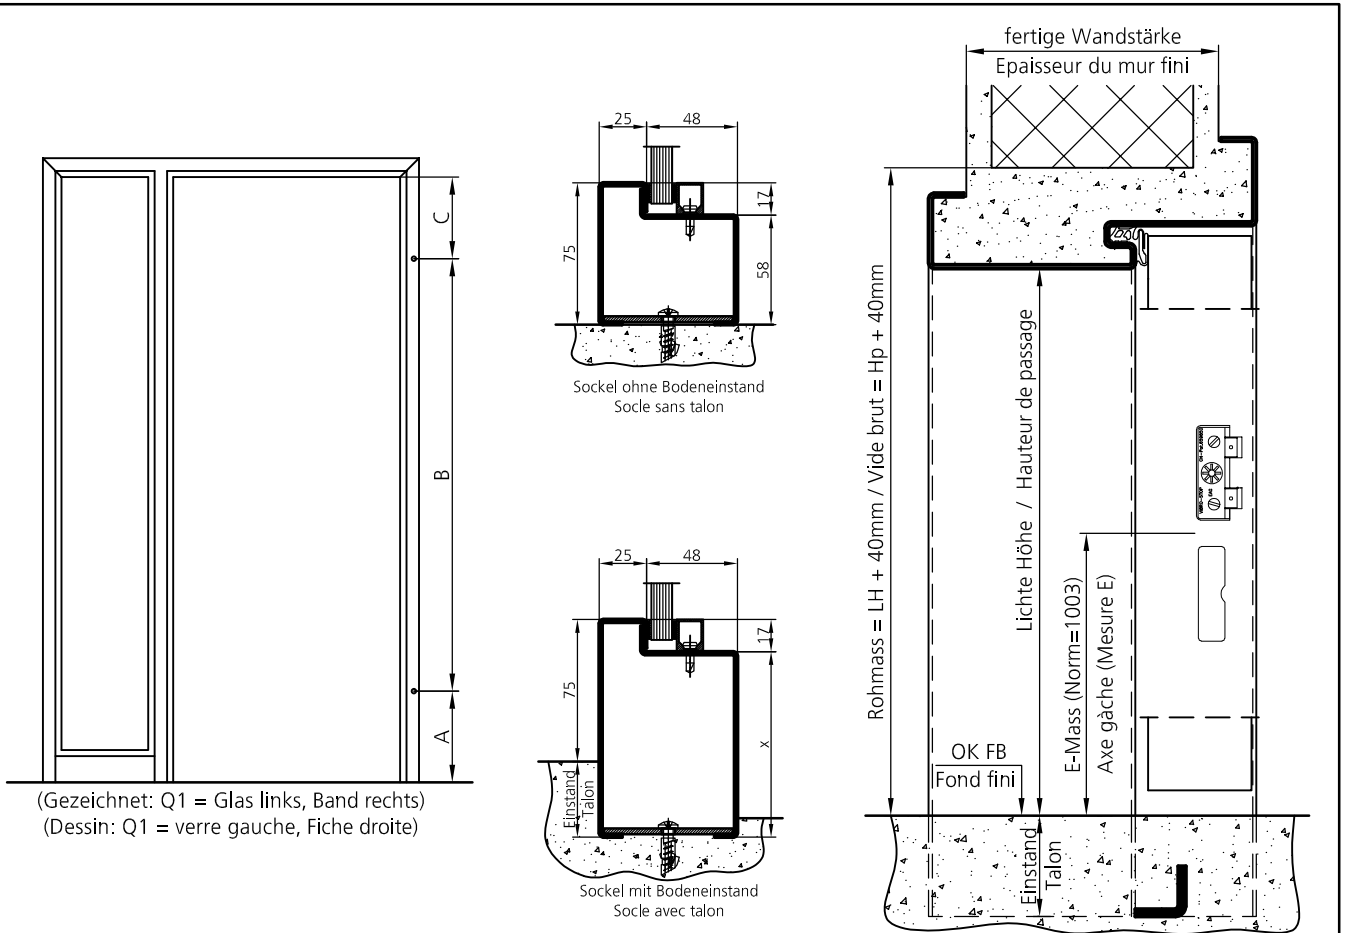 C
B
A
(Gezeichnet: Q1 = Glas links, Band rechts)
(Dessin: Q1 = verre gauche, Fiche droite)
25
48
75
17
58
Sockel ohne Bodeneinstand
Socle sans talon
25
48
75
17
x
Einstand
Talon
Sockel mit Bodeneinstand
Socle avec talon
fertige Wandstärke
Epaisseur du mur fini
Rohmass = LH + 40mm / Vide brut = Hp + 40mm
Lichte Höhe / Hauteur de passage
E-Mass (Norm=1003)
Axe gàche (Mesure E)
OK FB
Fond fini
Einstand
Talon